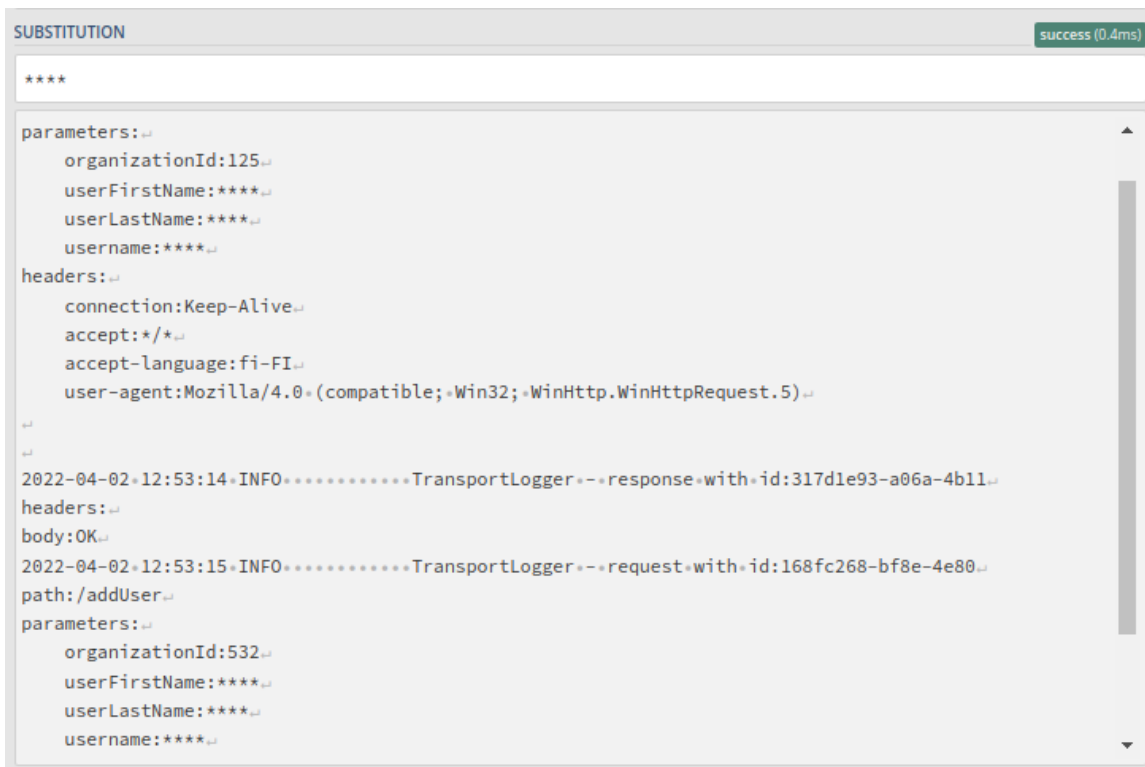 SUBSTITUTION
success (0.4ms)
****
parameters:↵
    organizationId:125↵
    userFirstName:****↵
    userLastName:****↵
    username:****↵
headers:↵
    connection:Keep-Alive↵
    accept:*/*↵
    accept-language:fi-FI↵
    user-agent:Mozilla/4.0•(compatible;•Win32;•WinHttp.WinHttpRequest.5)↵
↵
↵
2022-04-02•12:53:14•INFO••••••••••••TransportLogger•-•response•with•id:317d1e93-a06a-4b11↵
headers:↵
body:OK↵
2022-04-02•12:53:15•INFO••••••••••••TransportLogger•-•request•with•id:168fc268-bf8e-4e80↵
path:/addUser↵
parameters:↵
    organizationId:532↵
    userFirstName:****↵
    userLastName:****↵
    username:****↵